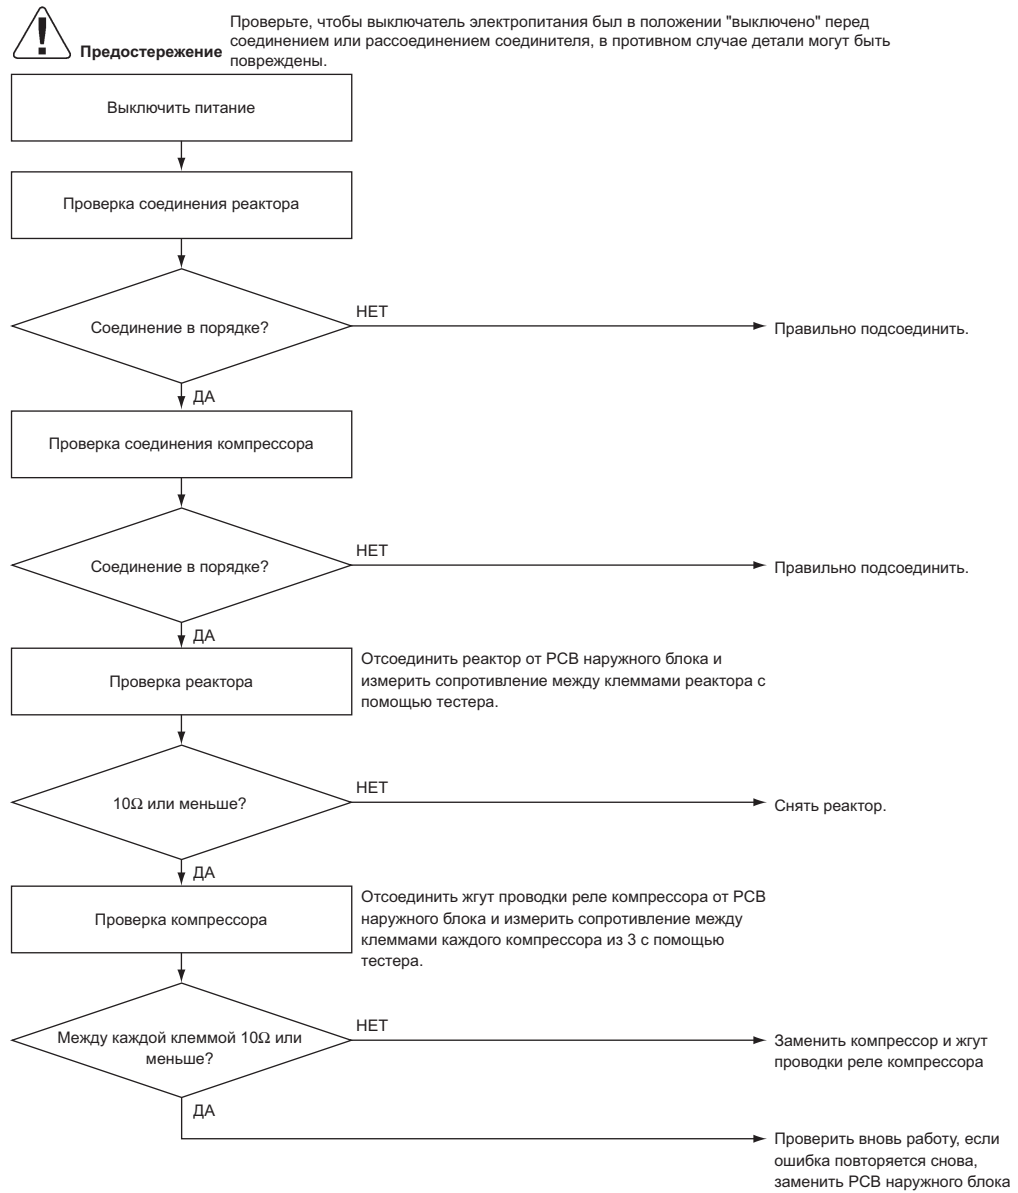 Предостережение
Проверьте, чтобы выключатель электропитания был в положении "выключено" перед
соединением или рассоединением соединителя, в противном случае детали могут быть
повреждены.
Выключить питание
Проверка соединения реактора
Соединение в порядке?
НЕТ
Правильно подсоединить.
ДА
Проверка соединения компрессора
Соединение в порядке?
НЕТ
Правильно подсоединить.
ДА
Проверка реактора
Отсоединить реактор от PCB наружного блока и
измерить сопротивление между клеммами реактора с
помощью тестера.
10Ω или меньше?
НЕТ
Снять реактор.
ДА
Проверка компрессора
Отсоединить жгут проводки реле компрессора от PCB
наружного блока и измерить сопротивление между
клеммами каждого компрессора из 3 с помощью
тестера.
Между каждой клеммой 10Ω или
меньше?
НЕТ
Заменить компрессор и жгут
проводки реле компрессора
ДА
Проверить вновь работу, если
ошибка повторяется снова,
заменить PCB наружного блока